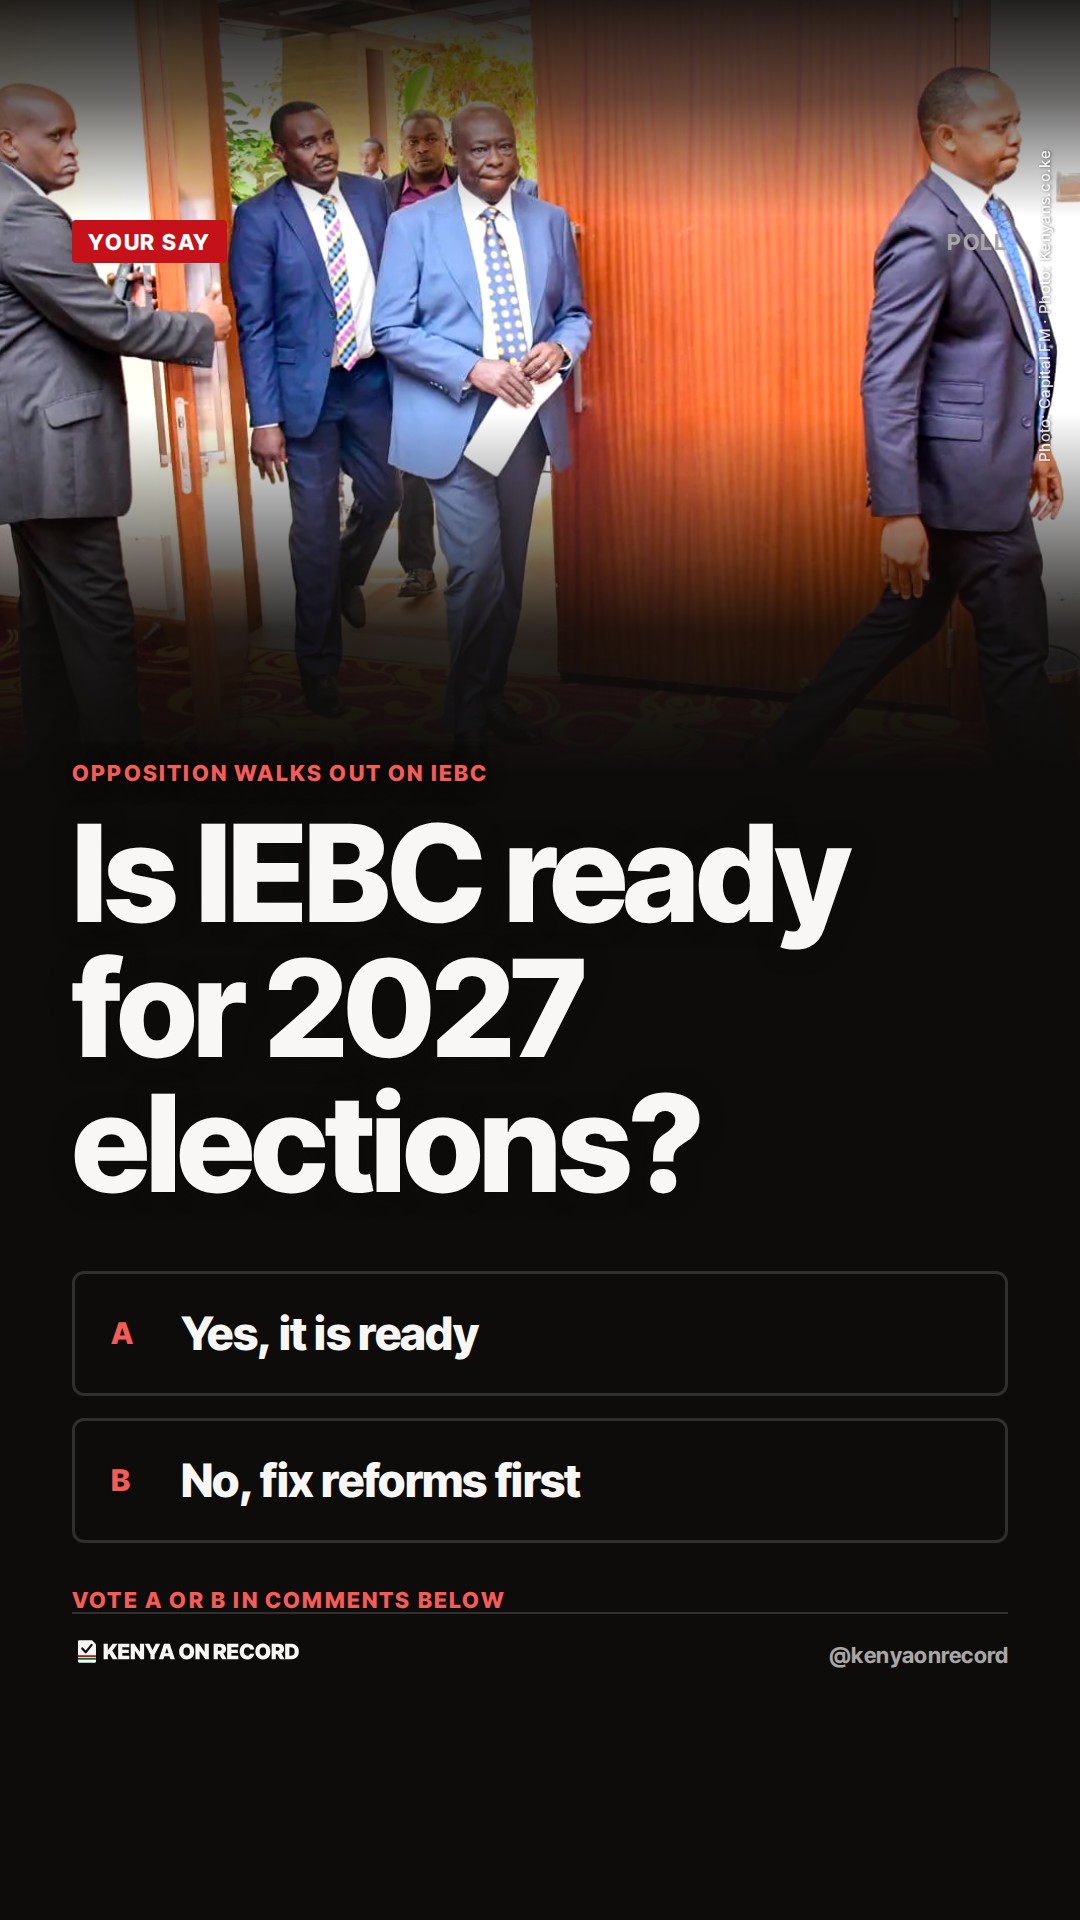 YOUR SAY
POLL
Photo: Capital FM · Photo: Kenyans.co.ke
OPPOSITION WALKS OUT ON IEBC
Is IEBC ready
for 2027
elections?
A Yes, it is ready
B No, fix reforms first
VOTE A OR B IN COMMENTS BELOW
KENYA ON RECORD
@kenyaonrecord